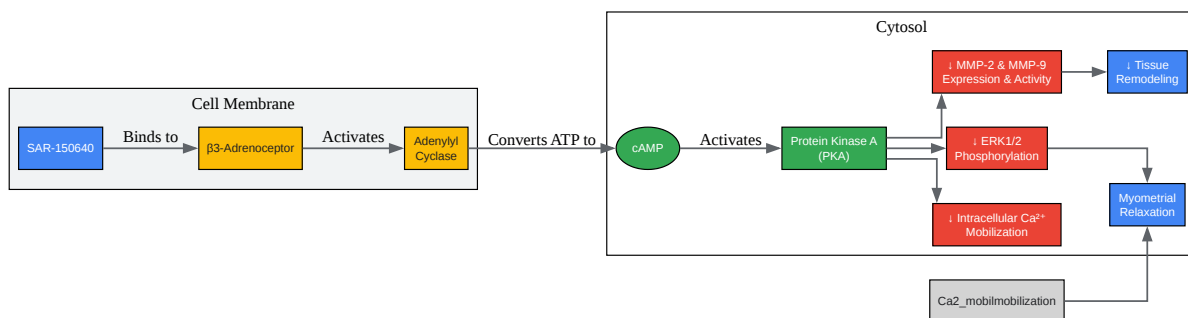 Cytosol
Cell Membrane
SAR-150640
Binds to
β3-Adrenoceptor
Activates
Adenylyl
Cyclase
Converts ATP to
cAMP
Activates
Protein Kinase A
(PKA)
↓ MMP-2 & MMP-9
Expression & Activity
↓ Tissue
Remodeling
↓ ERK1/2
Phosphorylation
↓ Intracellular Ca²⁺
Mobilization
Myometrial
Relaxation
Ca2_mobilmobilization